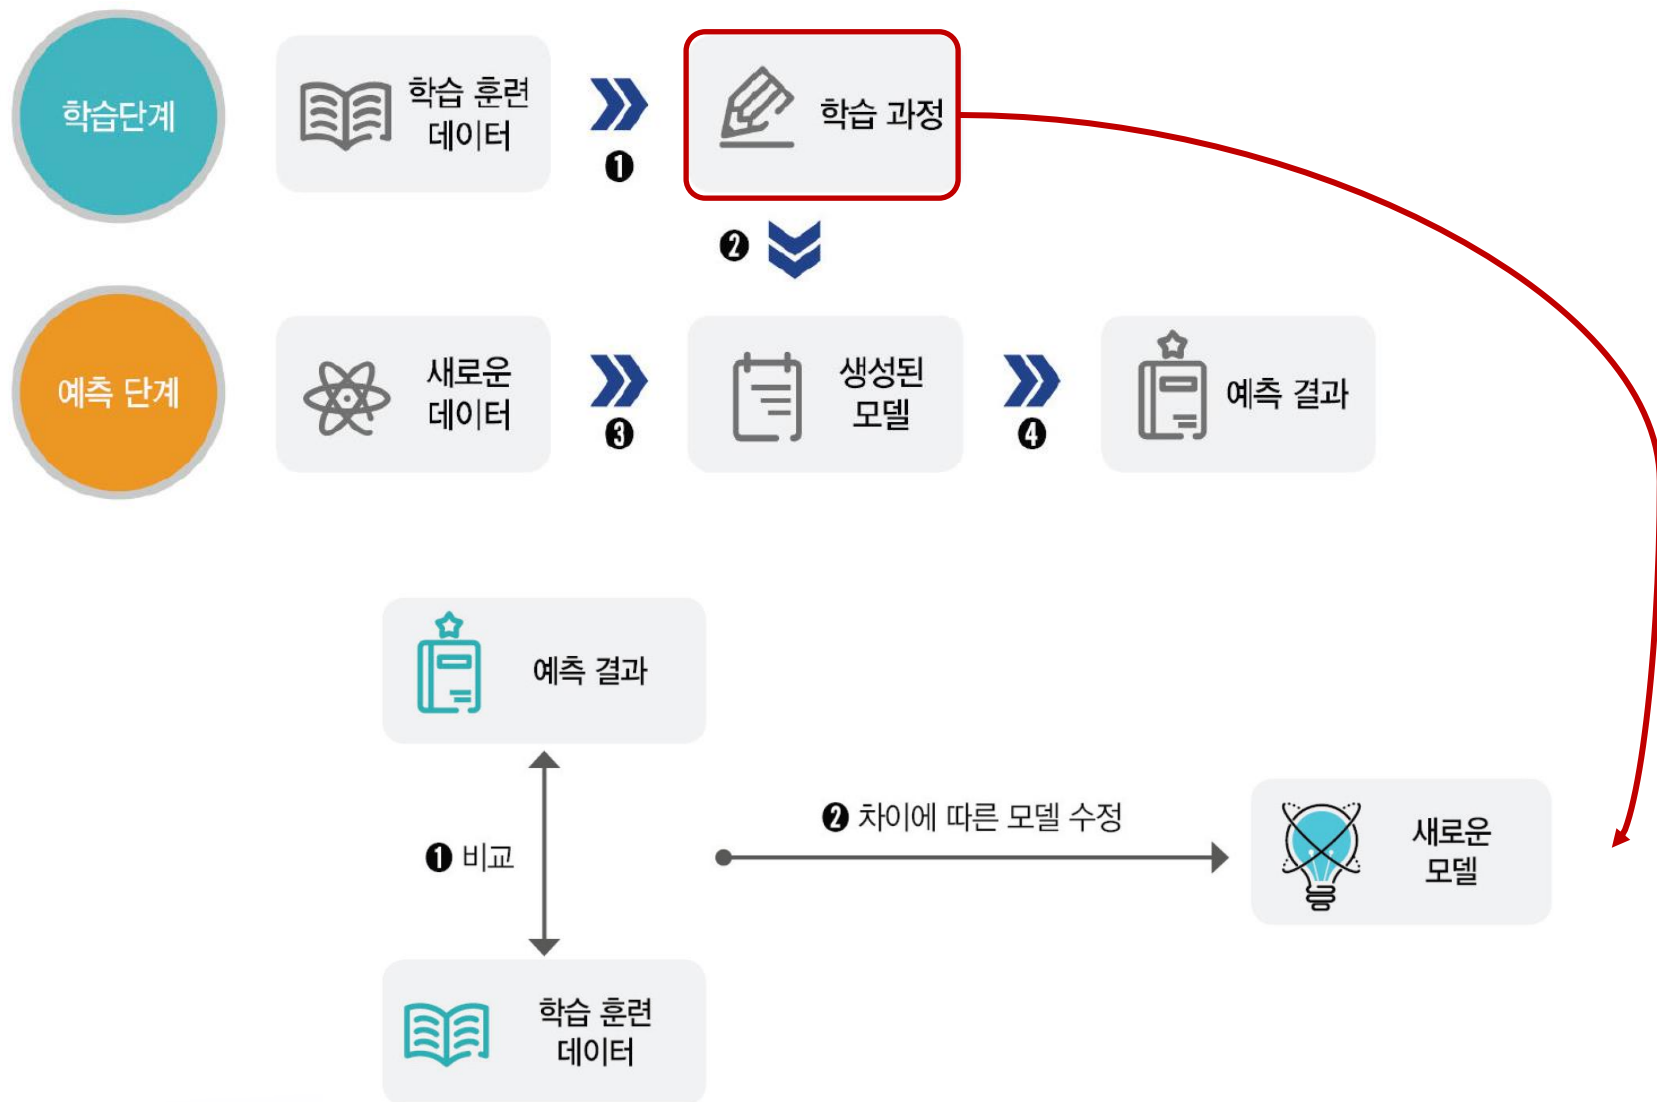 학습단계
학습 훈련
데이터
❶
학습 과정
❷
예측 단계
새로운
데이터
❸
생성된
모델
❹
예측 결과
예측 결과
❶ 비교
❷ 차이에 따른 모델 수정
새로운
모델
학습 훈련
데이터